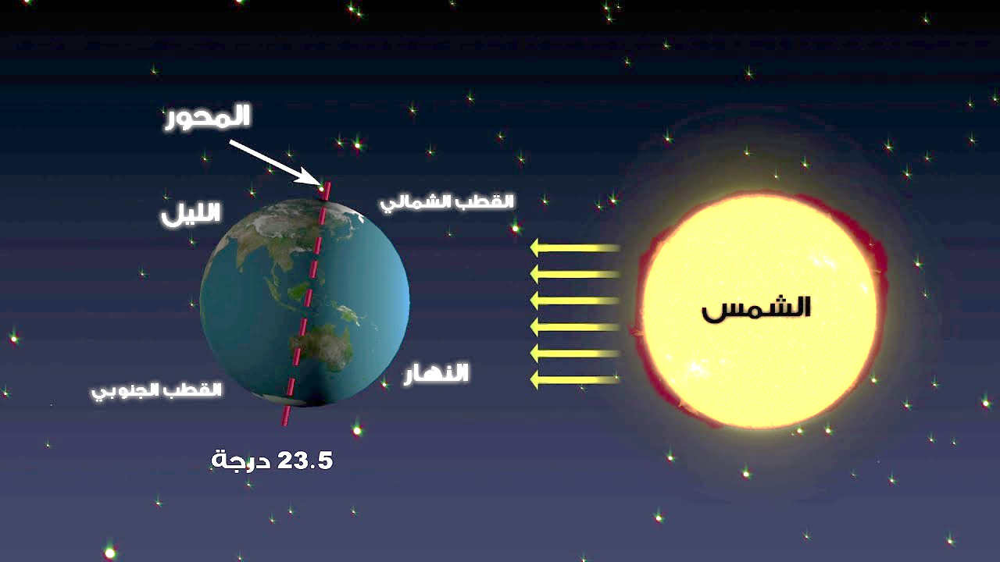 المحور
القطب الشمالي
الليل
الشمس
النهار
القطب الجنوبي
23.5 درجة